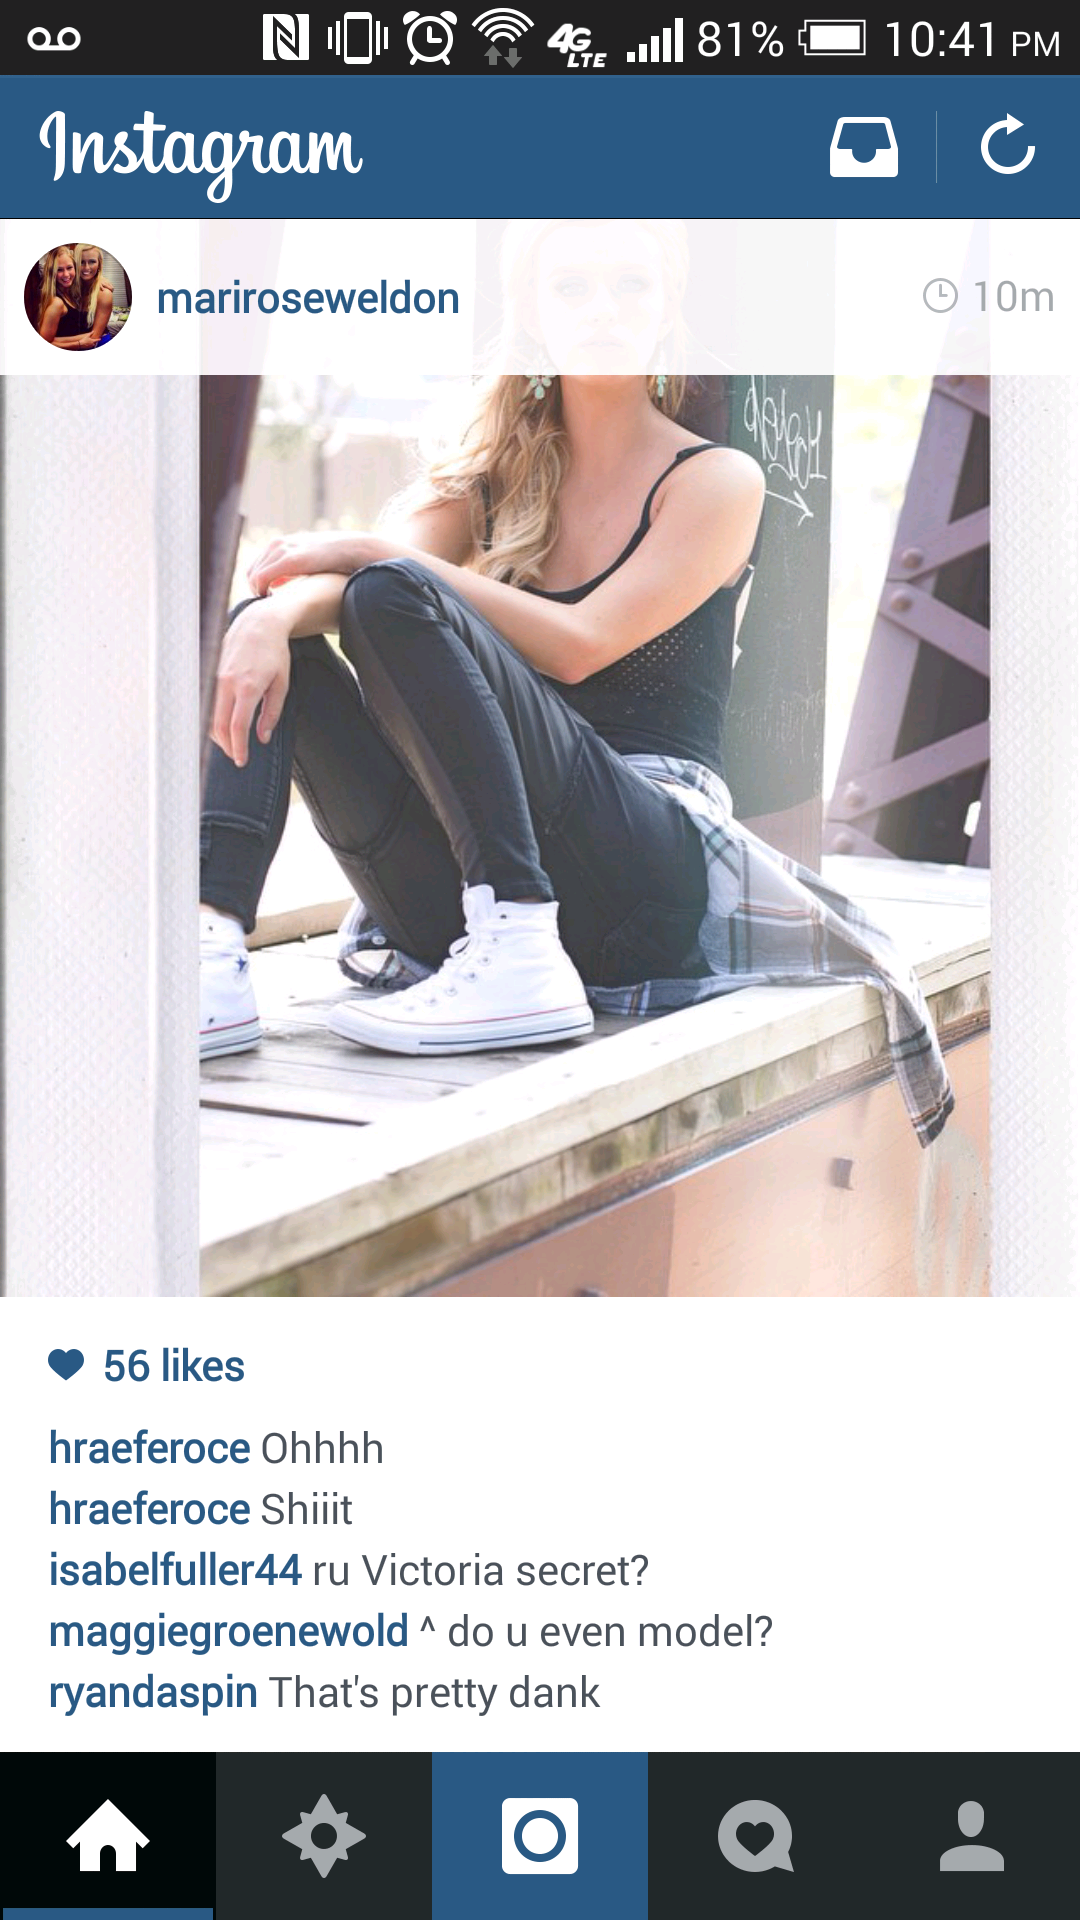 4G LTE 81% 10:41 PM
Instagram
mariroseweldon 10m
56 likes
hraeferoce Ohhhh
hraeferoce Shiiit
isabelfuller44 ru Victoria secret?
maggiegroenewold ^ do u even model?
ryandaspin That's pretty dank